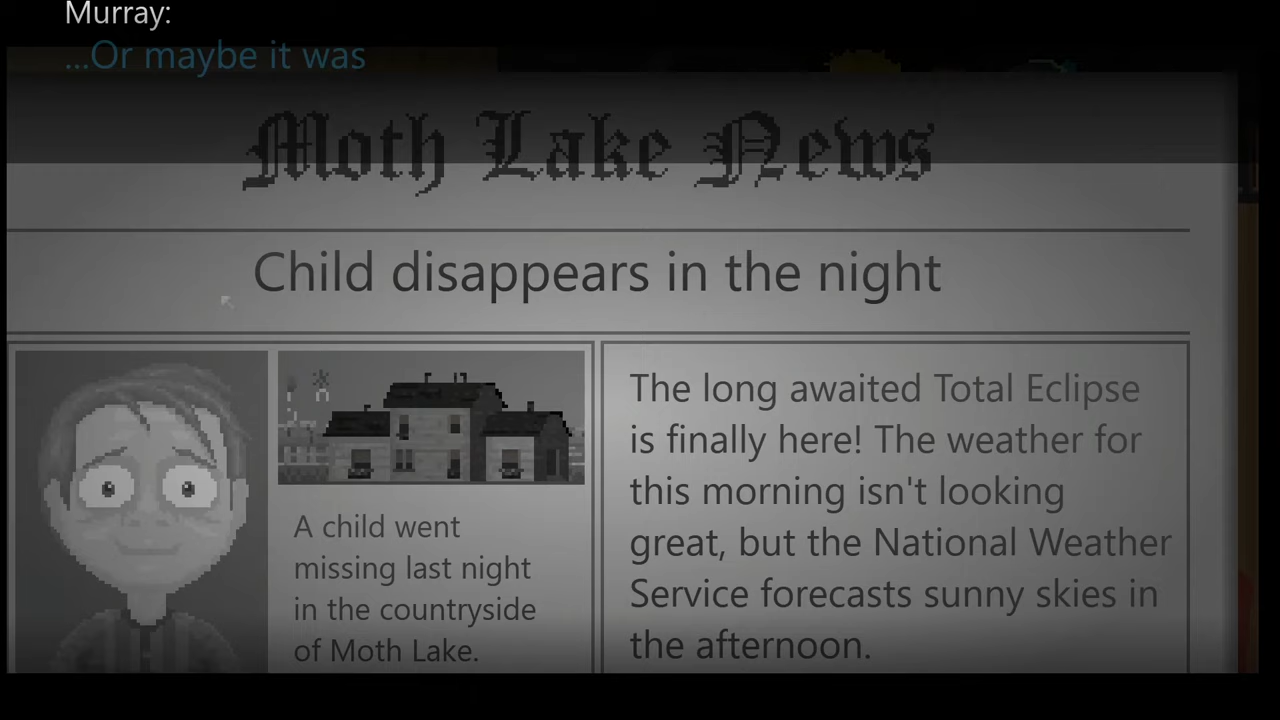 Murray:
...Or maybe it was
Moth Lake News
Child disappears in the night
A child went
missing last night
in the countryside
of Moth Lake.
The long awaited Total Eclipse
is finally here! The weather for
this morning isn't looking
great, but the National Weather
Service forecasts sunny skies in
the afternoon.